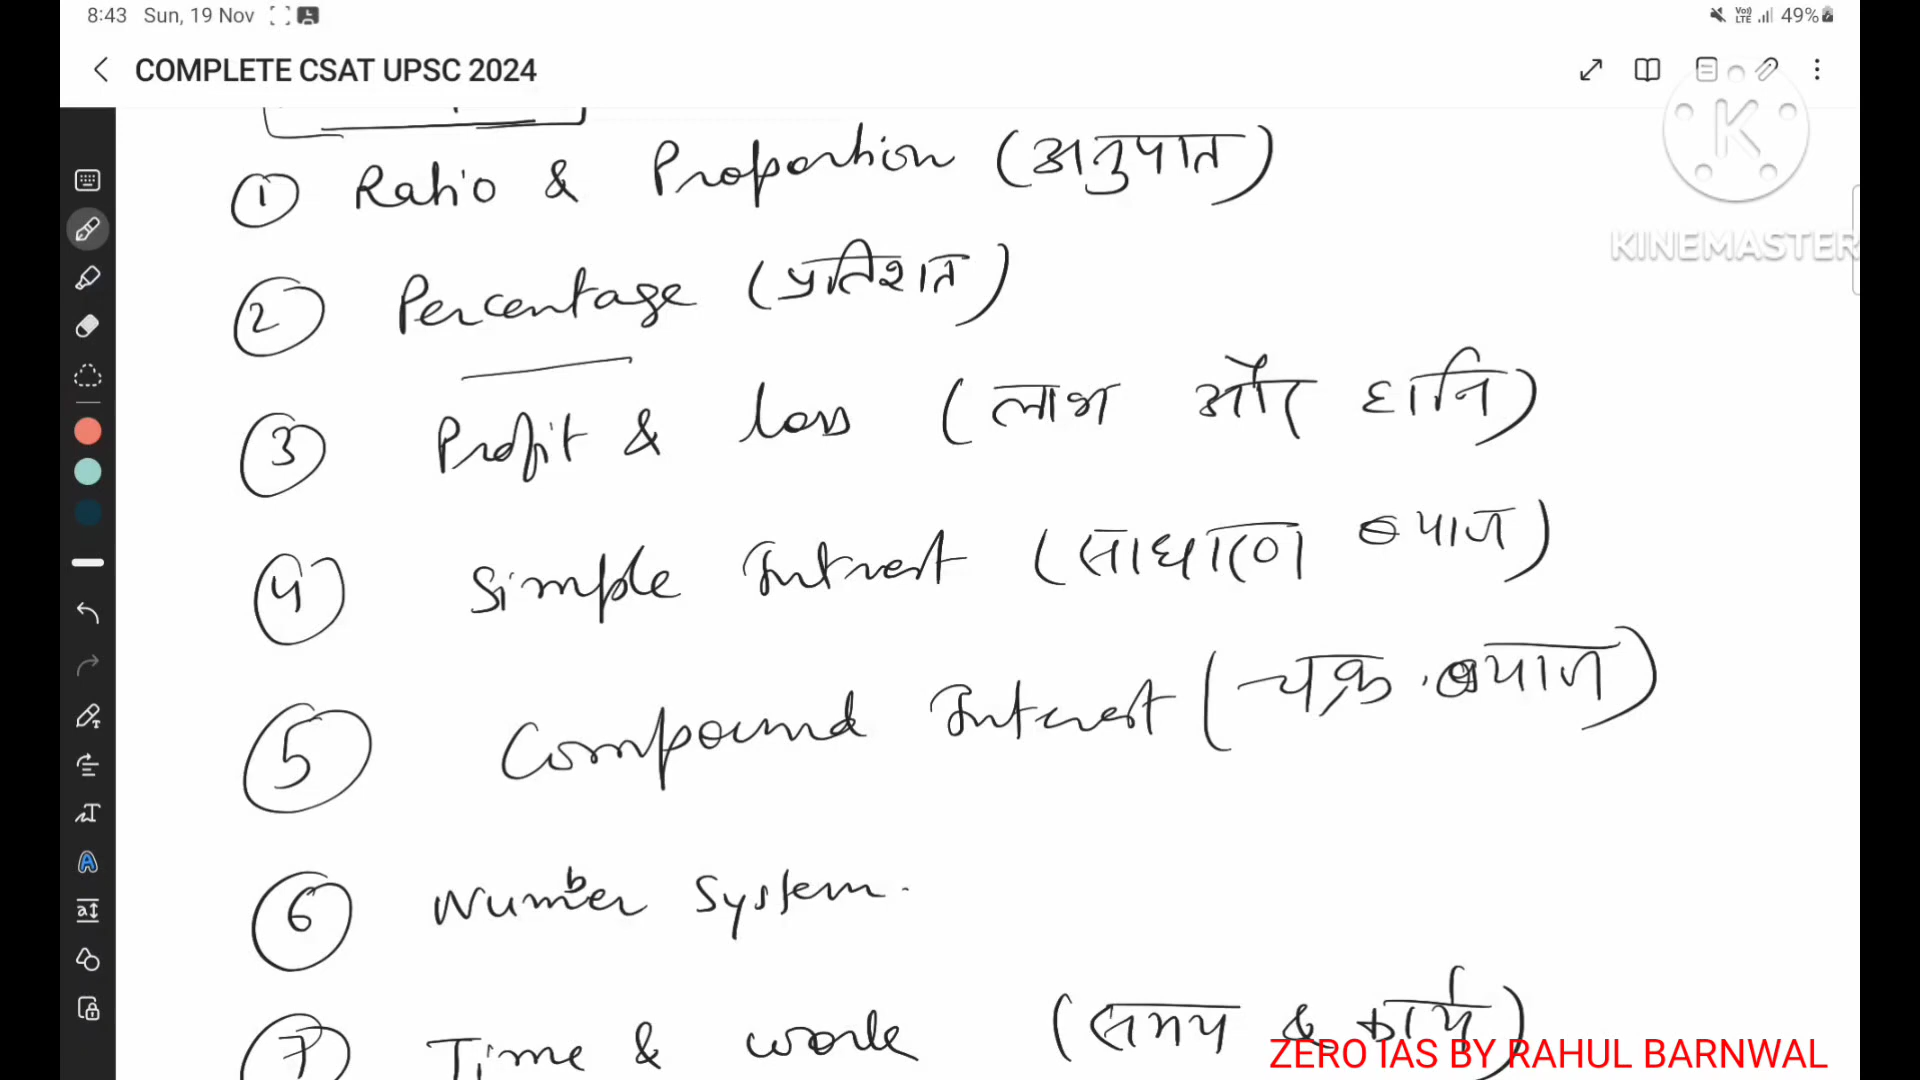 8:43 Sun, 19 Nov 49%
COMPLETE CSAT UPSC 2024
KINEMASTER
1 Ratio & Proportion (अनुपात)
2 Percentage (प्रतिशत)
3 Profit & loss (लाभ और हानि)
4 Simple Interest (साधारण ब्याज)
5 Compound Interest (चक्र ब्याज)
6 Number System.
7 Time & work (समय & कार्य)
ZERO IAS BY RAHUL BARNWAL